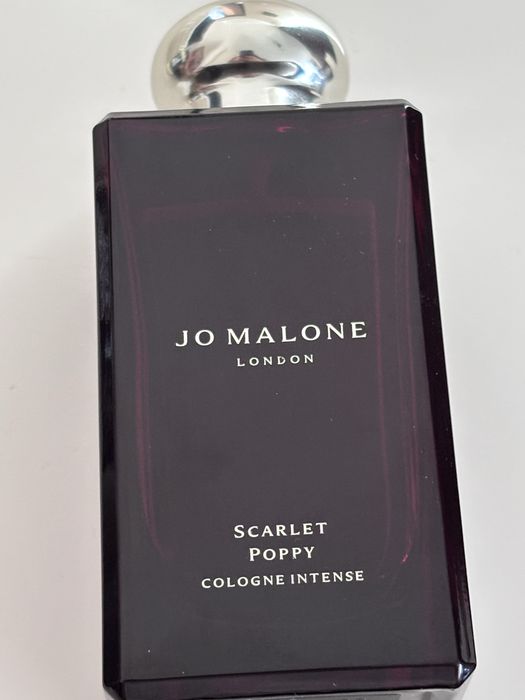 JO MALONE
LONDON
SCARLET
POPPY
COLOGNE INTENSE